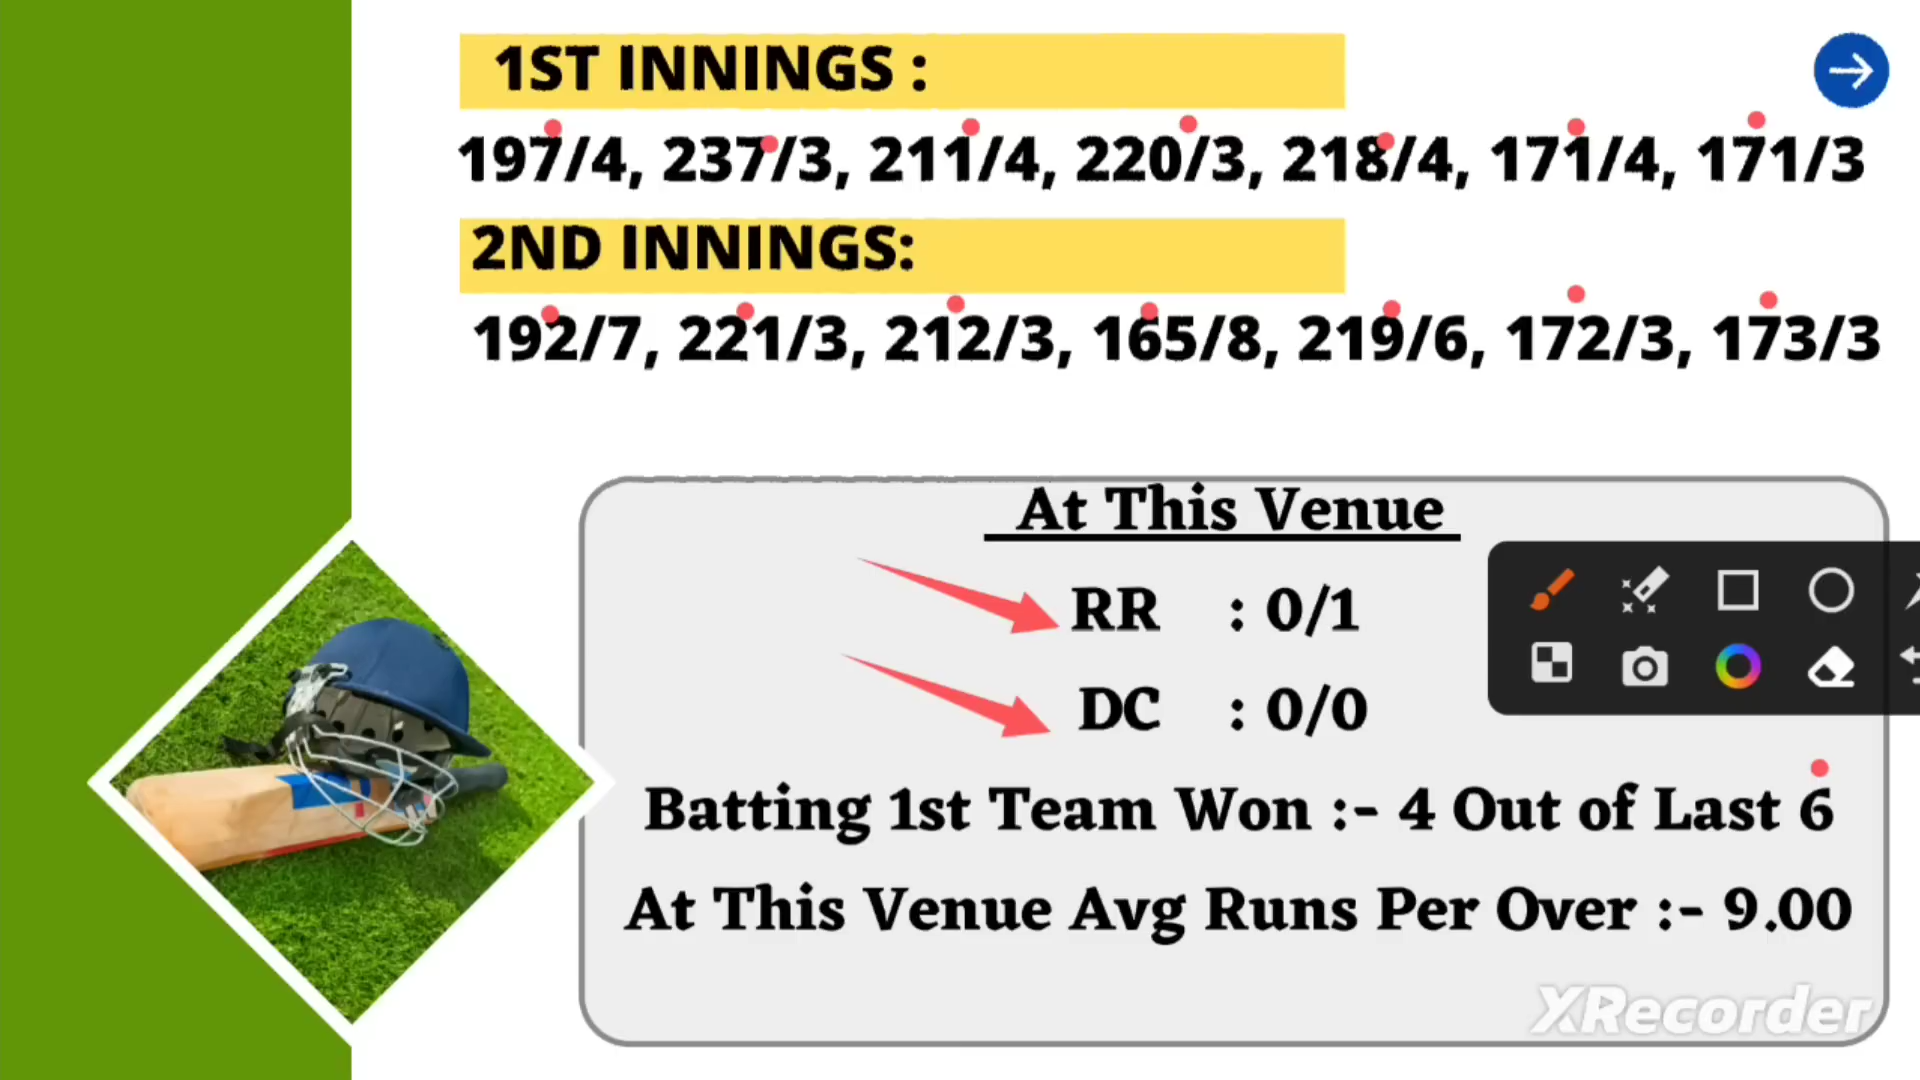 1ST INNINGS :
197/4, 237/3, 211/4, 220/3, 218/4, 171/4, 171/3
2ND INNINGS:
192/7, 221/3, 212/3, 165/8, 219/6, 172/3, 173/3
At This Venue
RR : 0/1
DC : 0/0
Batting 1st Team Won :- 4 Out of Last 6
At This Venue Avg Runs Per Over :- 9.00
XRecorder